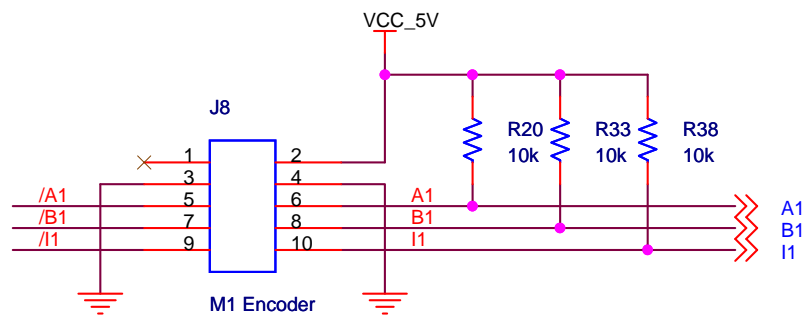 VCC_5V
J8
R20 R33 R38
10k 10k 10k
1 2
3 4
/A1 5 6 A1 A1
/B1 7 8 B1 B1
/I1 9 10 I1 I1
M1 Encoder